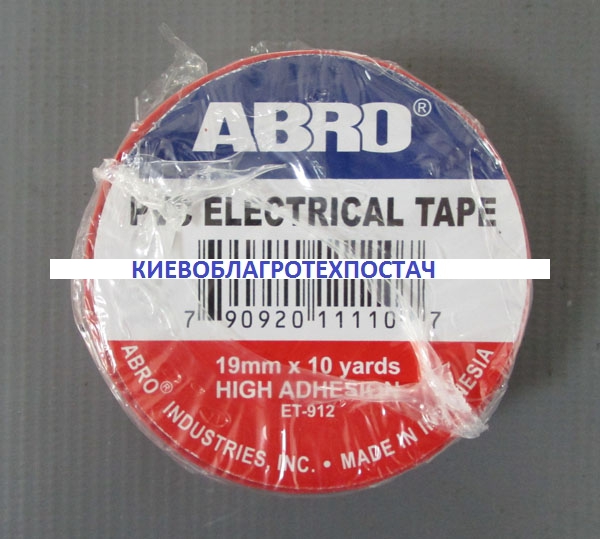 ABRO®
PVC ELECTRICAL TAPE
КИЕВОБЛАГРОТЕХПОСТАЧ
7 90920 11110 7
19mm x 10 yards
HIGH ADHESION
ET-912
ABRO® INDUSTRIES, INC. • MADE IN INDONESIA